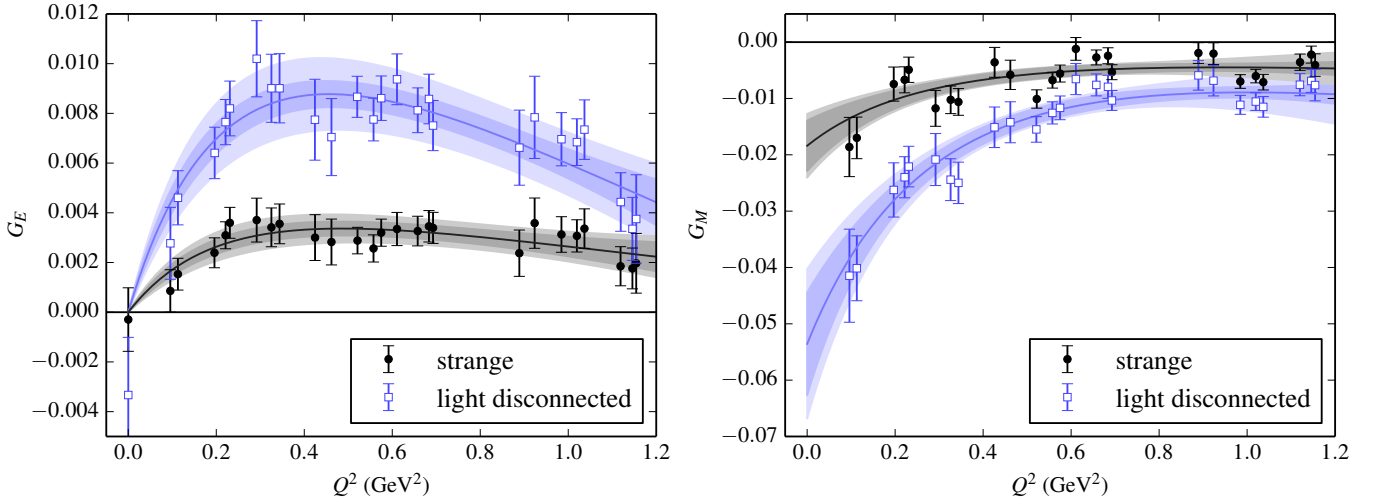 0.012
0.010
0.008
0.006
0.004
0.002
0.000
−0.002
−0.004
G_E
strange
light disconnected
0.0 0.2 0.4 0.6 0.8 1.0 1.2
Q² (GeV²)
0.00
−0.01
−0.02
−0.03
−0.04
−0.05
−0.06
−0.07
G_M
strange
light disconnected
0.0 0.2 0.4 0.6 0.8 1.0 1.2
Q² (GeV²)